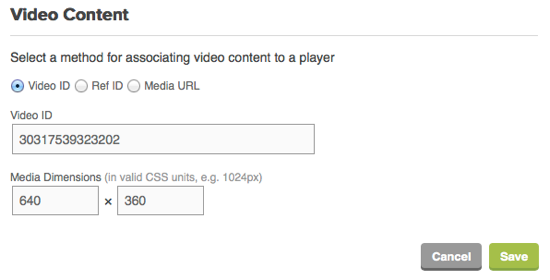 Video Content
Select a method for associating video content to a player
Video ID Ref ID Media URL
Video ID
30317539323202
Media Dimensions (in valid CSS units, e.g. 1024px)
640 × 360
Cancel Save